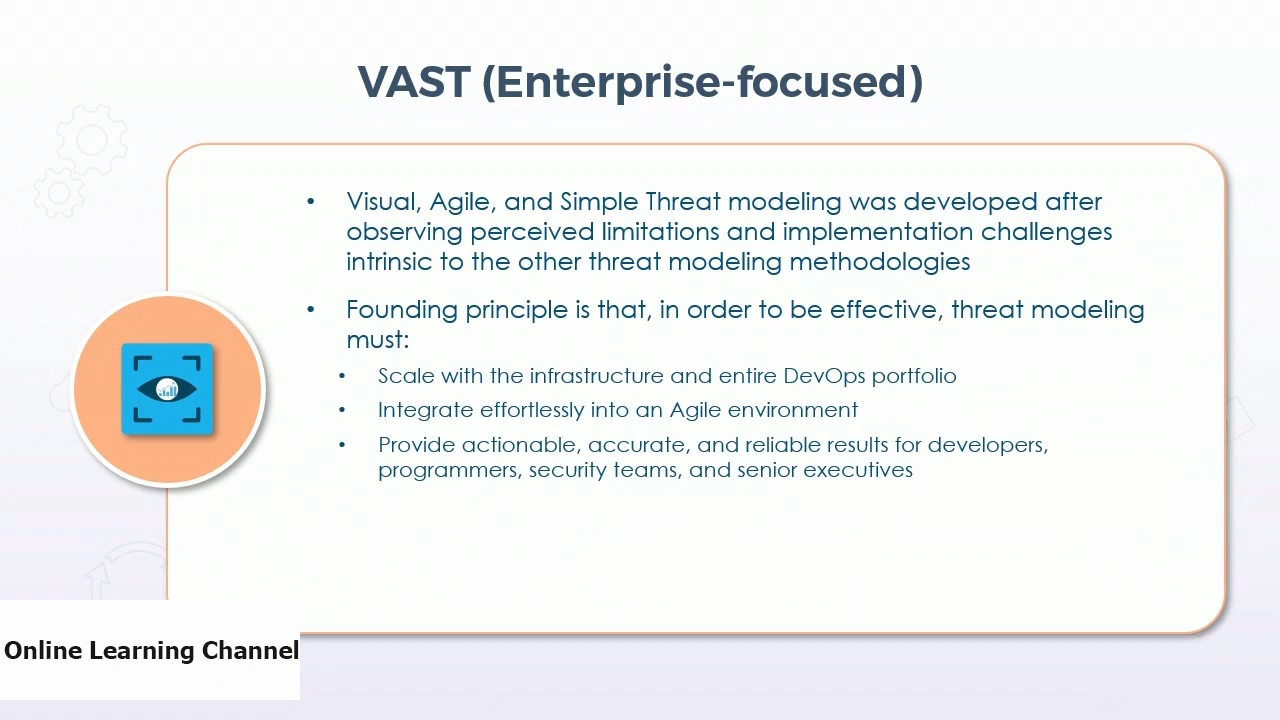 VAST (Enterprise-focused)
• Visual, Agile, and Simple Threat modeling was developed after
observing perceived limitations and implementation challenges
intrinsic to the other threat modeling methodologies
• Founding principle is that, in order to be effective, threat modeling
must:
• Scale with the infrastructure and entire DevOps portfolio
• Integrate effortlessly into an Agile environment
• Provide actionable, accurate, and reliable results for developers,
programmers, security teams, and senior executives
Online Learning Channel